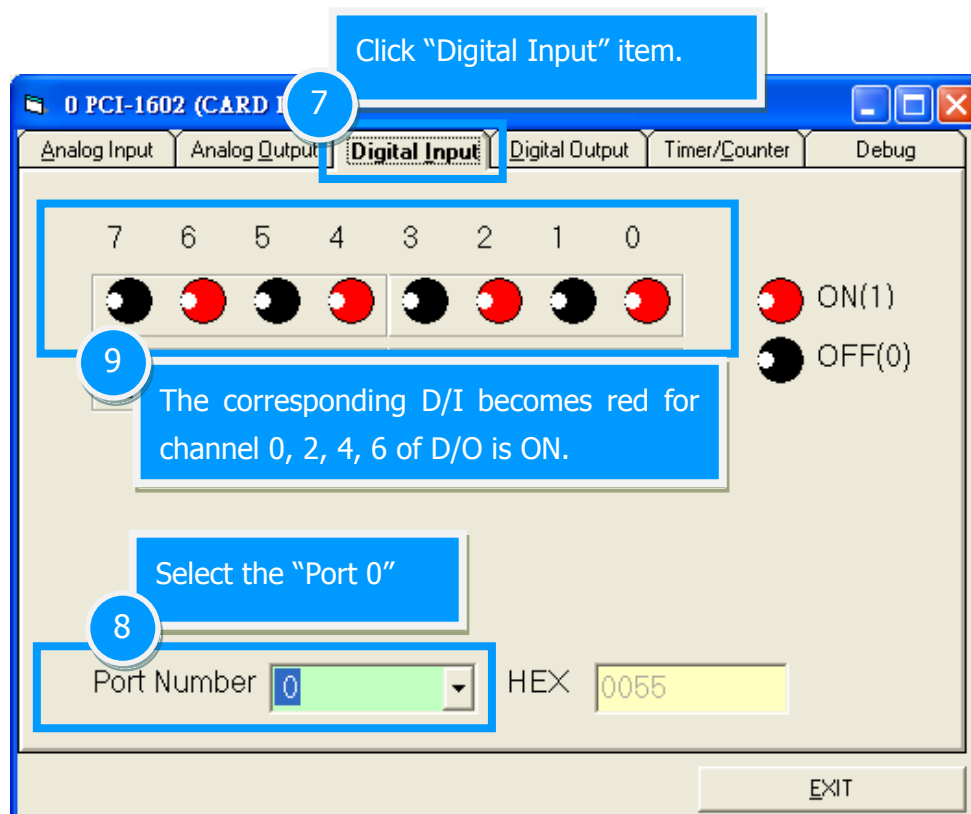 Click “Digital Input” item.
7
0 PCI-1602 (CARD
Analog Input Analog Output Digital Input Digital Output Timer/Counter Debug
7 6 5 4 3 2 1 0
ON(1)
OFF(0)
9
The corresponding D/I becomes red for
channel 0, 2, 4, 6 of D/O is ON.
Select the “Port 0”
8
Port Number 0 HEX 0055
EXIT